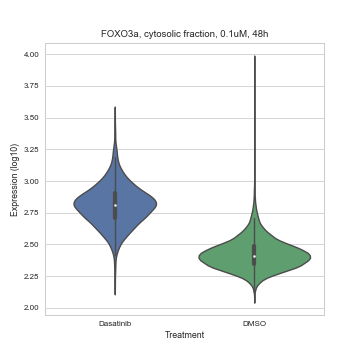 FOXO3a, cytosolic fraction, 0.1uM, 48h
4.00
3.75
3.50
3.25
3.00
2.75
2.50
2.25
2.00
Expression (log10)
Dasatinib DMSO
Treatment